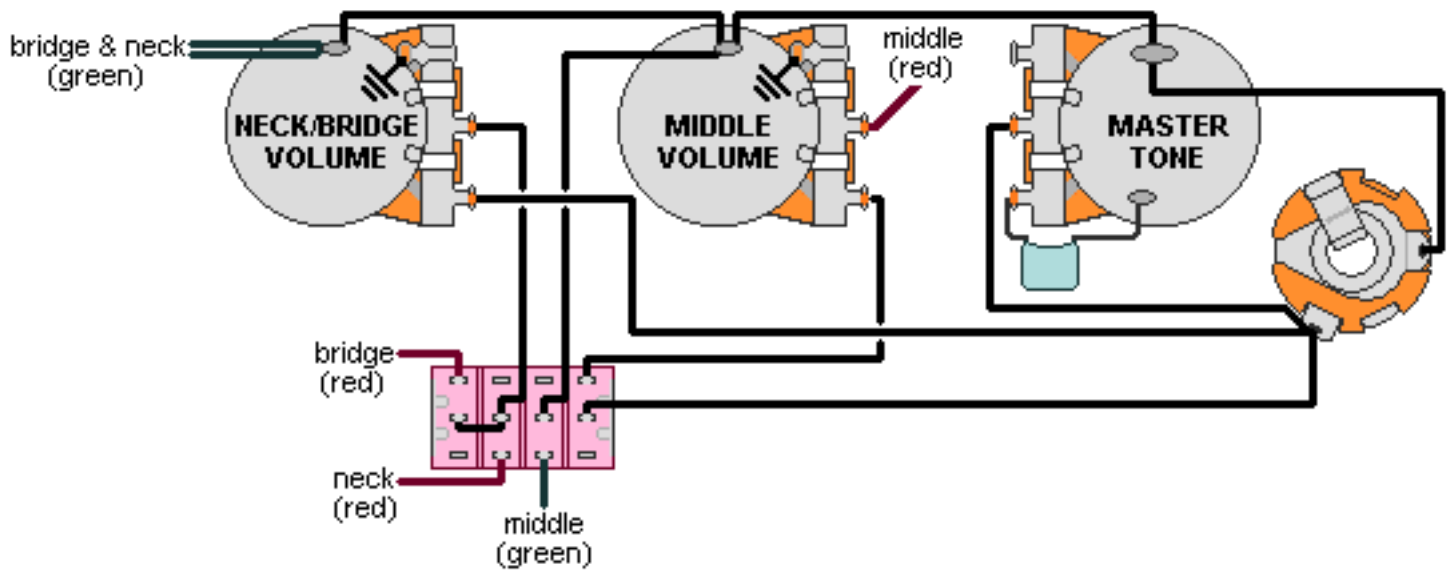 bridge & neck
(green)
NECK/BRIDGE
VOLUME
MIDDLE
VOLUME
middle
(red)
MASTER
TONE
bridge
(red)
neck
(red)
middle
(green)